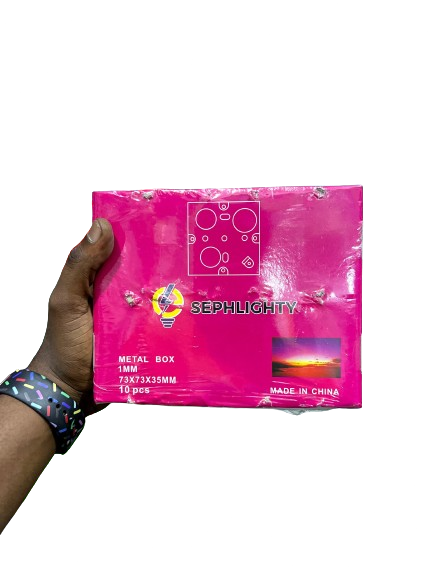 SEPHLIGHTY
METAL BOX
1MM
73X73X35MM
10 pcs
MADE IN CHINA